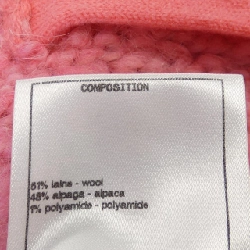 COMPOSITION
51% laine - wool
48% alpaga - alpaca
1% polyamide - polyamide